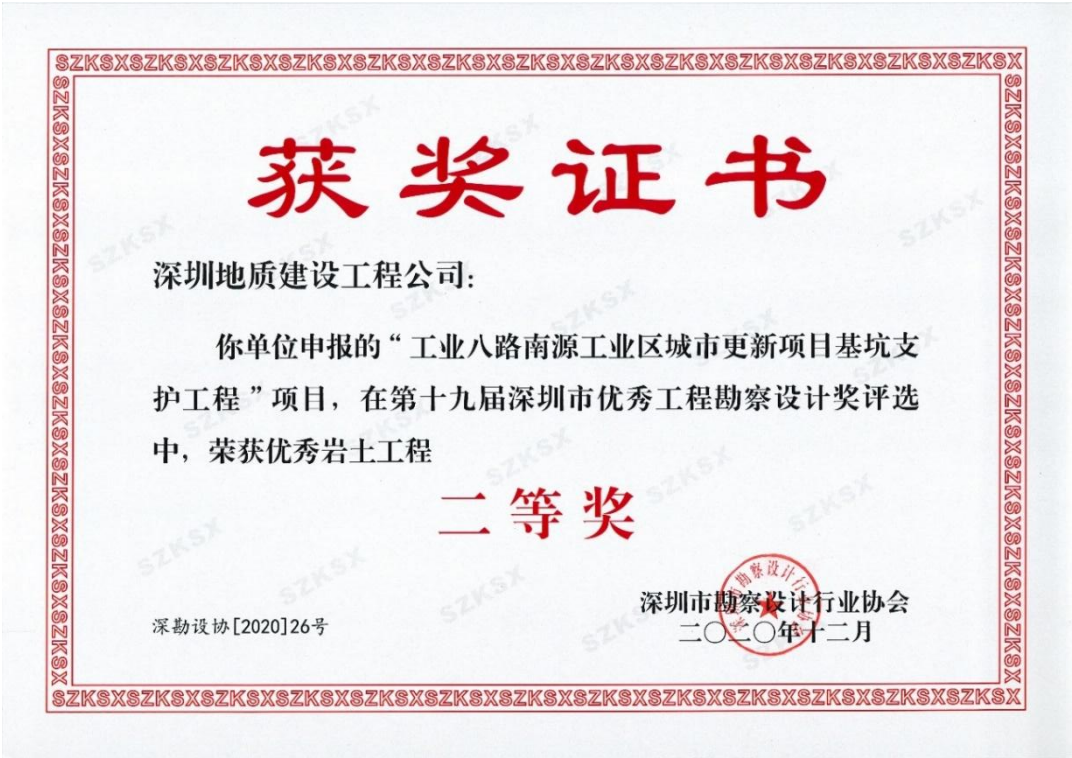 SZKSXSZKSXSZKSXSZKSXSZKSXSZKSXSZKSXSZKSXSZKSXSZKSXSZKSXSZKSXSZKSX
获奖证书
深圳地质建设工程公司：
你单位申报的“工业八路南源工业区城市更新项目基坑支
护工程”项目，在第十九届深圳市优秀工程勘察设计奖评选
中，荣获优秀岩土工程
二等奖
深圳市勘察设计行业协会
二〇二〇年十二月
深勘设协[2020]26号
SZKSXSZKSXSZKSXSZKSXSZKSXSZKSXSZKSXSZKSXSZKSXSZKSXSZKSXSZKSXSZKSX